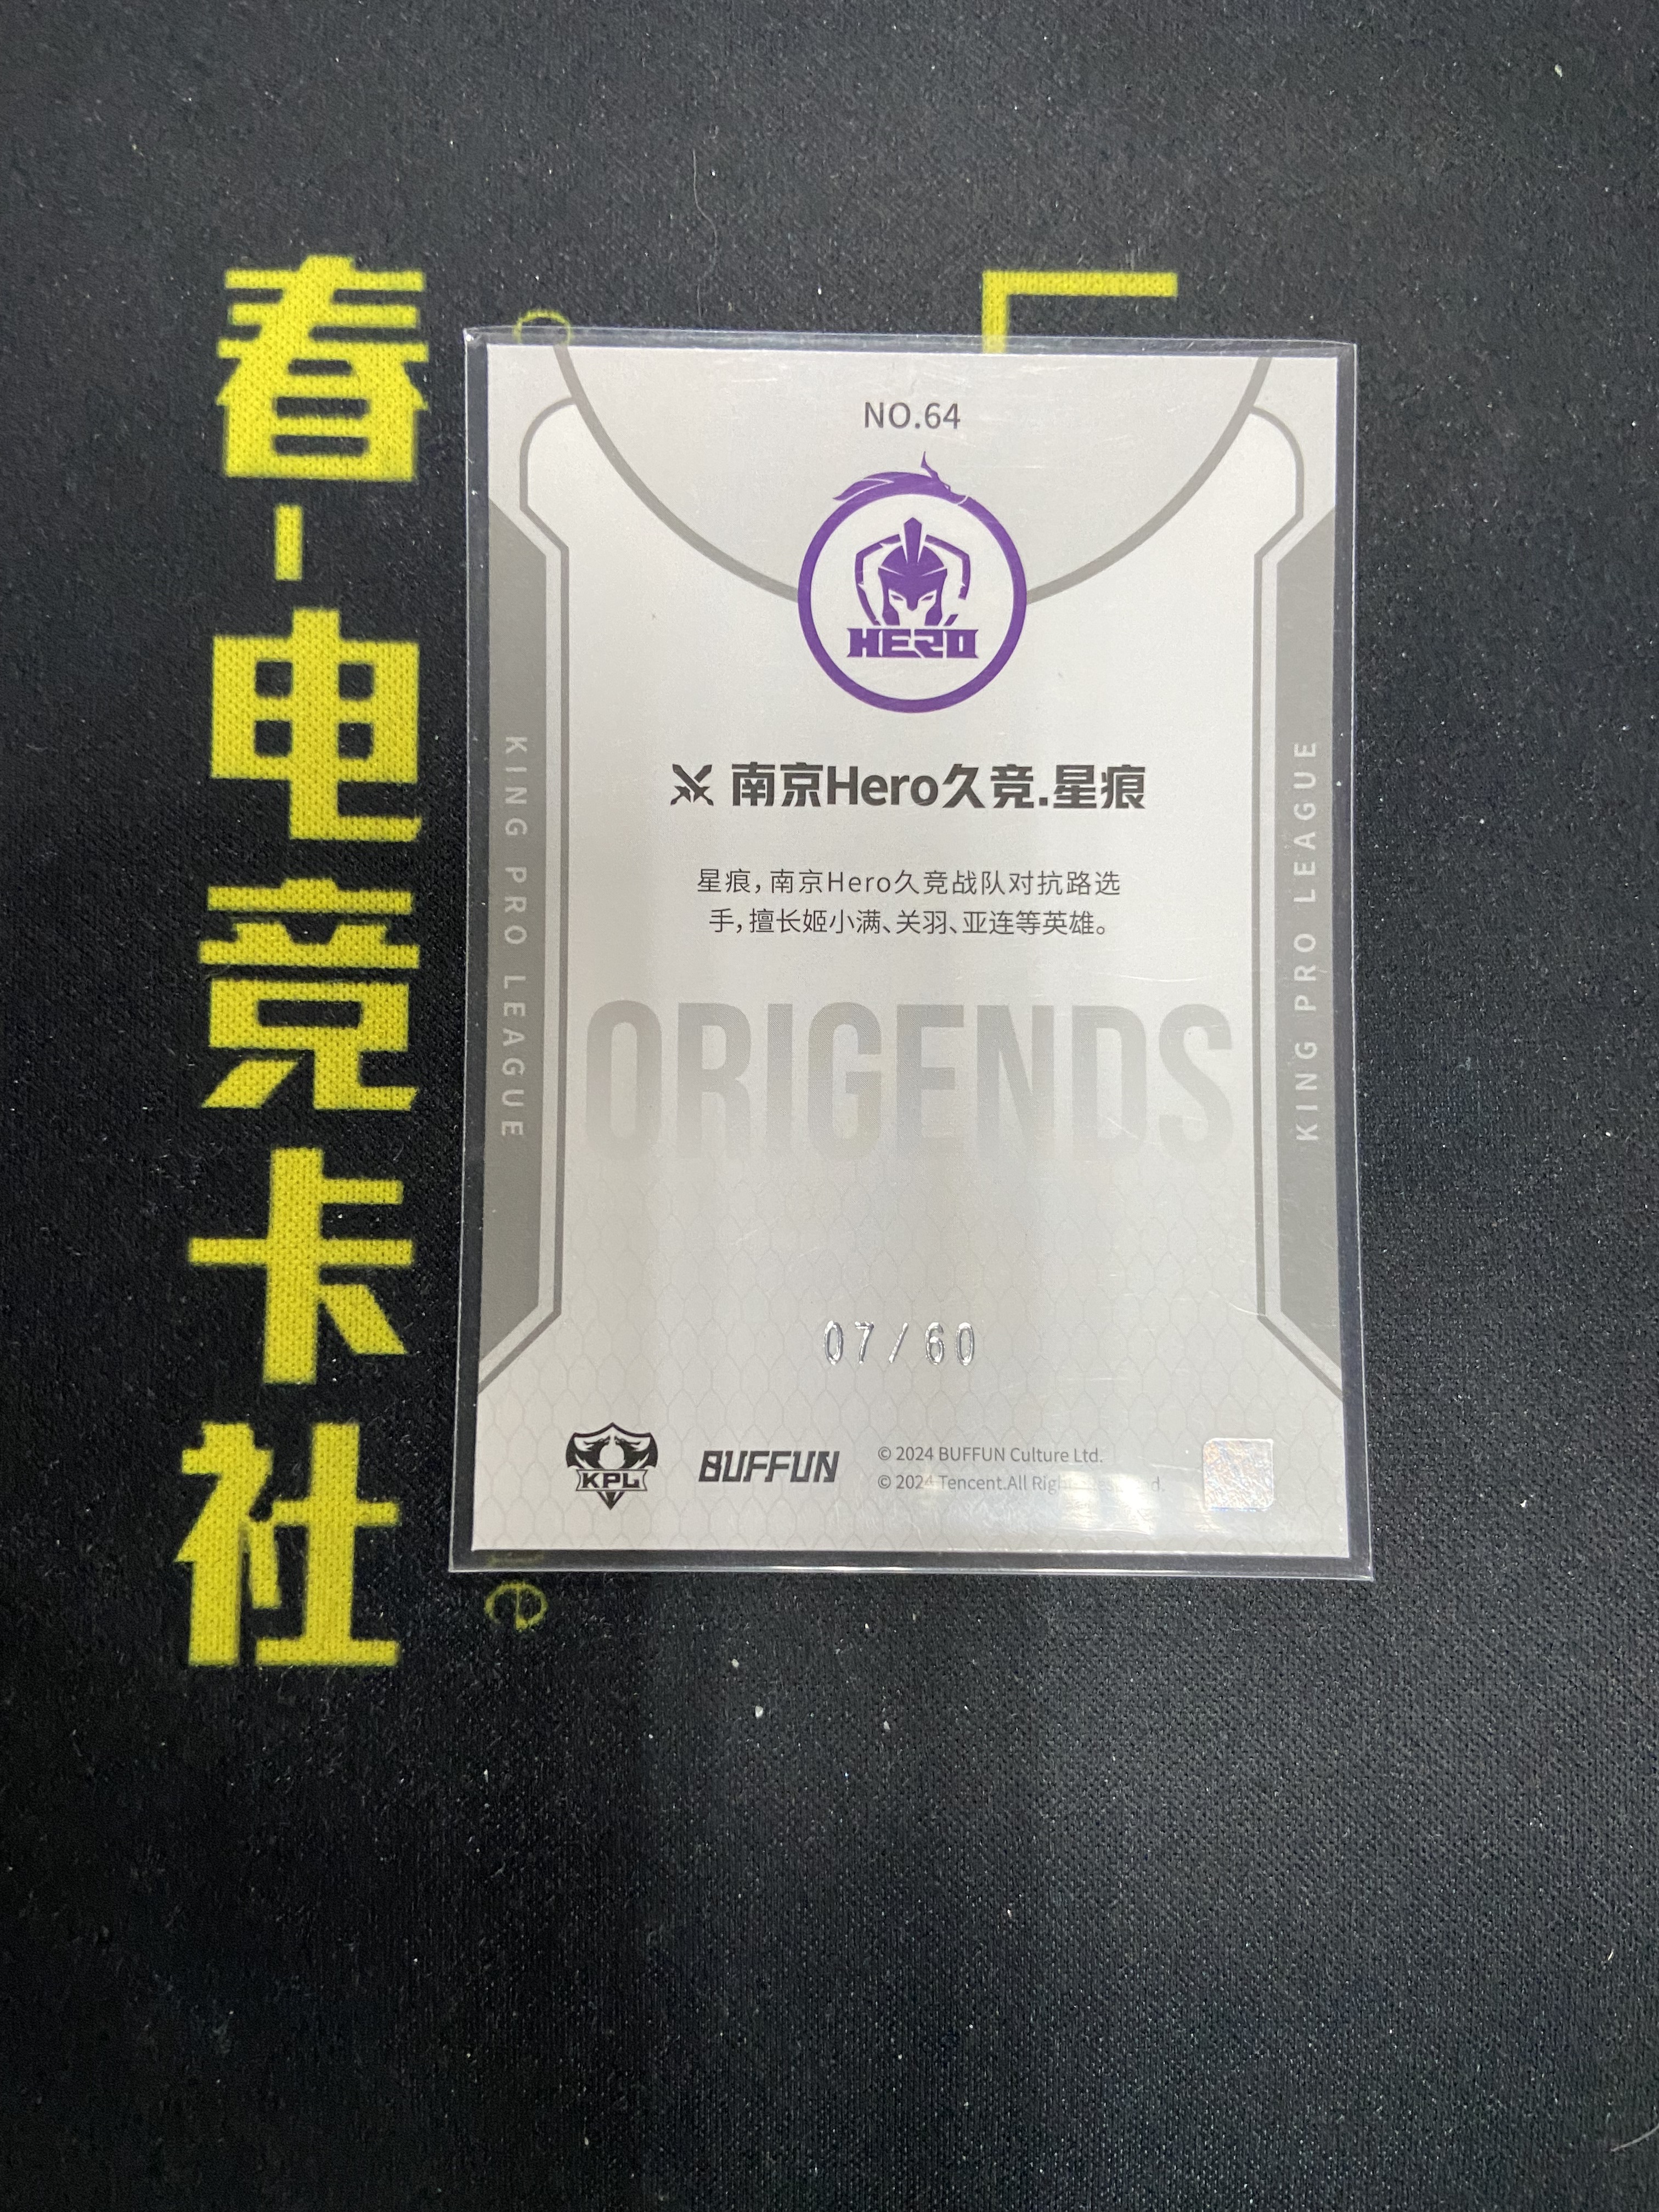 春-电竞卡社
NO.64
HERO
南京Hero久竞.星痕
星痕，南京Hero久竞战队对抗路选
手，擅长姬小满、关羽、亚连等英雄。
KING PRO LEAGUE
KING PRO LEAGUE
ORIGENDS
07/60
KPL
BUFFUN
© 2024 BUFFUN Culture Ltd.
© 2024 Tencent.All